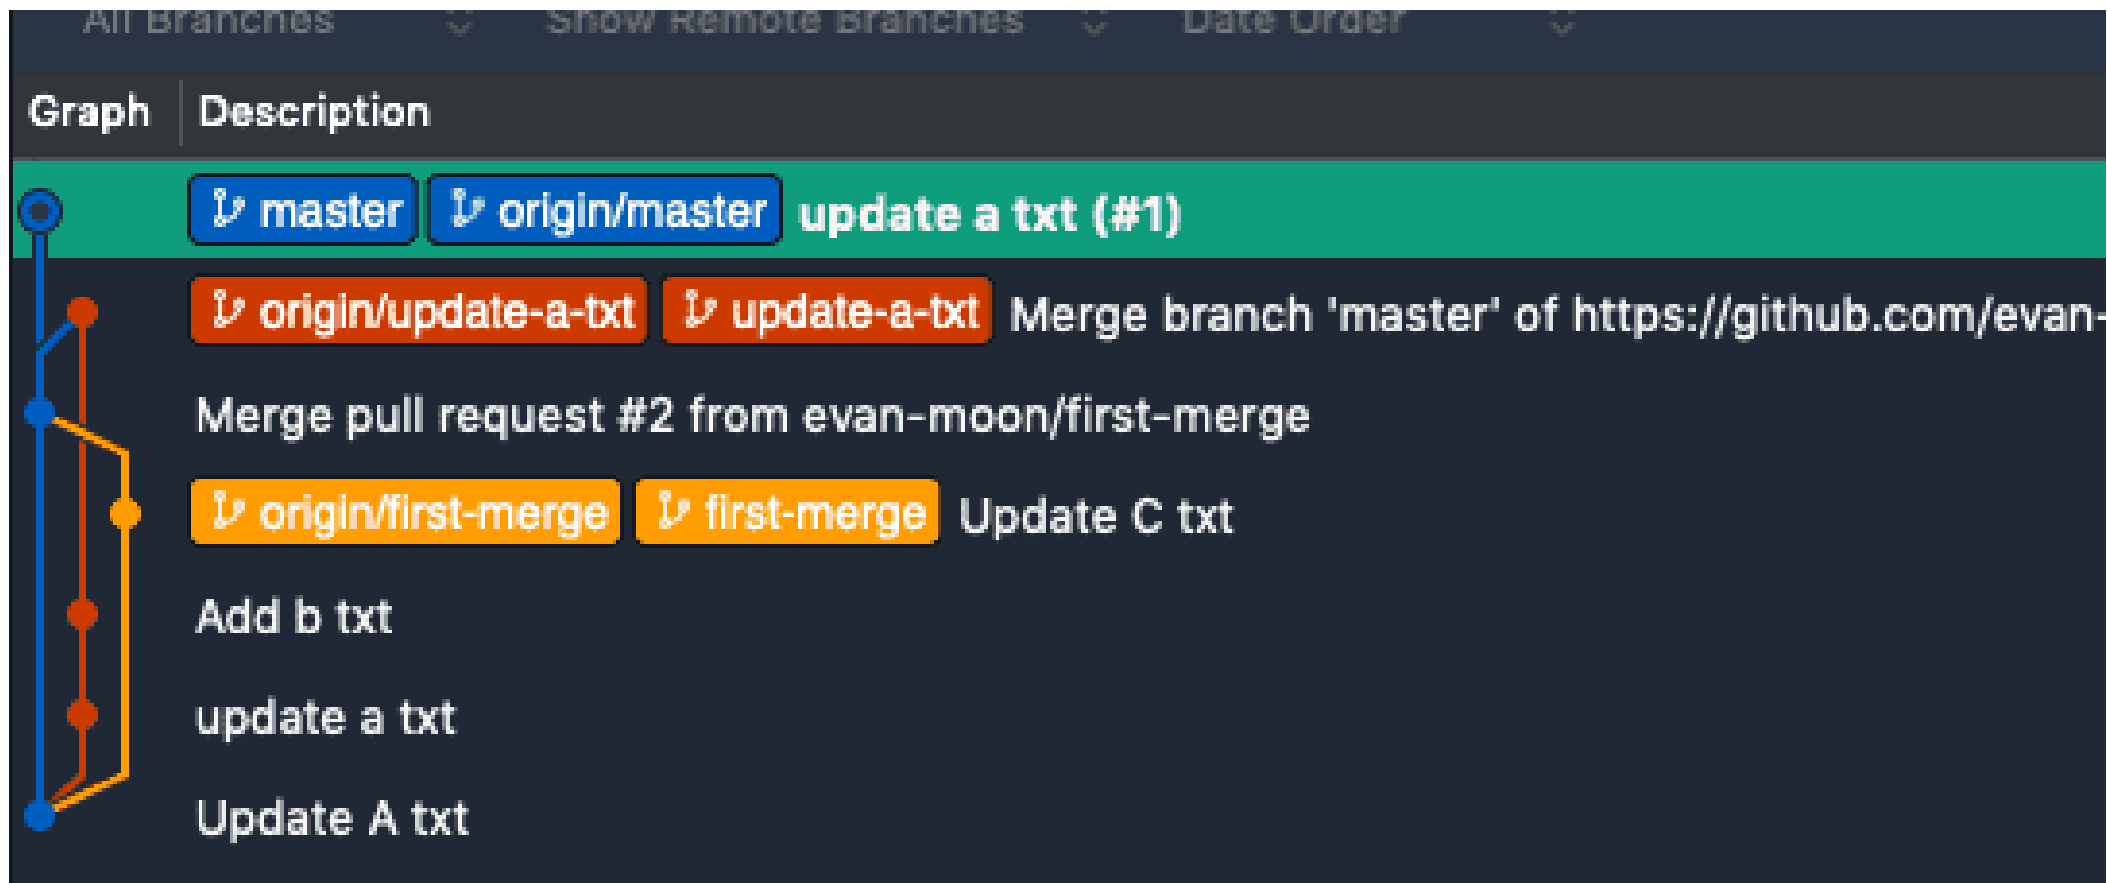 All Branches Show Remote Branches Date Order
Graph Description
master origin/master update a txt (#1)
origin/update-a-txt update-a-txt Merge branch 'master' of https://github.com/evan-
Merge pull request #2 from evan-moon/first-merge
origin/first-merge first-merge Update C txt
Add b txt
update a txt
Update A txt